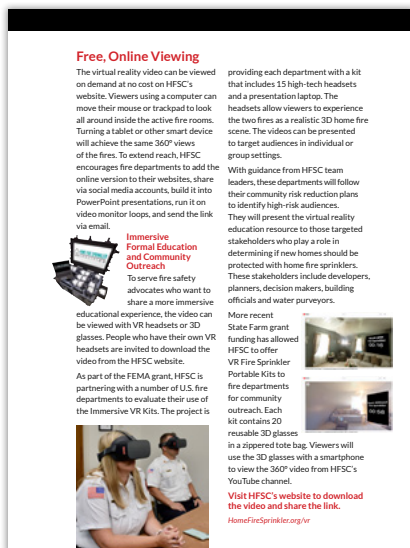 Free, Online Viewing
The virtual reality video can be viewed
on demand at no cost on HFSC's
website. Viewers using a computer can
move their mouse or trackpad to look
all around inside the active fire rooms.
Turning a tablet or other smart device
will achieve the same 360° views
of the fires. To extend reach, HFSC
encourages fire departments to add the
online version to their websites, share
via social media accounts, build it into
PowerPoint presentations, run it on
video monitor loops, and send the link
via email.
Immersive
Formal Education
and Community
Outreach
To serve fire safety
advocates who want to
share a more immersive
educational experience, the video can
be viewed with VR headsets or 3D
glasses. People who have their own VR
headsets are invited to download the
video from the HFSC website.
As part of the FEMA grant, HFSC is
partnering with a number of U.S. fire
departments to evaluate their use of
the Immersive VR Kits. The project is
providing each department with a kit
that includes 15 high-tech headsets
and a presentation laptop. The
headsets allow viewers to experience
the two fires as a realistic 3D home fire
scene. The videos can be presented
to target audiences in individual or
group settings.
With guidance from HFSC team
leaders, these departments will follow
their community risk reduction plans
to identify high-risk audiences.
They will present the virtual reality
education resource to those targeted
stakeholders who play a role in
determining if new homes should be
protected with home fire sprinklers.
These stakeholders include developers,
planners, decision makers, building
officials and water purveyors.
More recent
State Farm grant
funding has allowed
HFSC to offer
VR Fire Sprinkler
Portable Kits to
fire departments
for community
outreach. Each
kit contains 20
reusable 3D glasses
in a zippered tote bag. Viewers will
use the 3D glasses with a smartphone
to view the 360° video from HFSC's
YouTube channel.
Visit HFSC's website to download
the video and share the link.
HomeFireSprinkler.org/vr